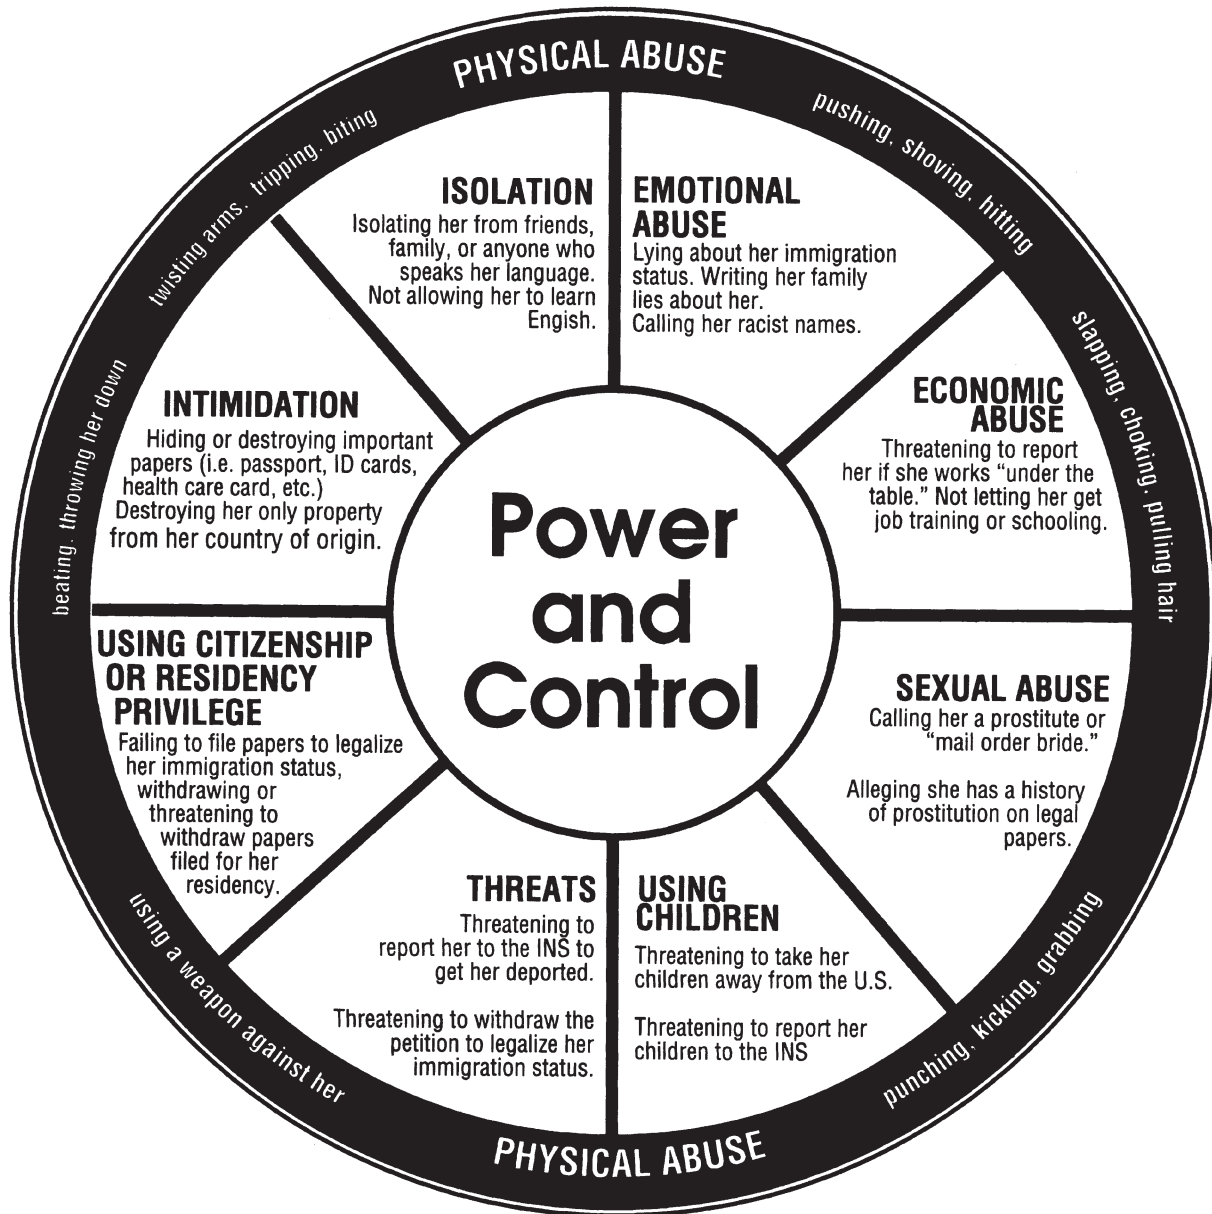 PHYSICAL ABUSE
pushing, shoving, hitting
slapping, choking, pulling hair
punching, kicking, grabbing
PHYSICAL ABUSE
using a weapon against her
beating, throwing her down
twisting arms, tripping, biting
ISOLATION
Isolating her from friends,
family, or anyone who
speaks her language.
Not allowing her to learn
Engish.
EMOTIONAL
ABUSE
Lying about her immigration
status. Writing her family
lies about her.
Calling her racist names.
ECONOMIC
ABUSE
Threatening to report
her if she works “under the
table.” Not letting her get
job training or schooling.
SEXUAL ABUSE
Calling her a prostitute or
“mail order bride.”
Alleging she has a history
of prostitution on legal
papers.
USING
CHILDREN
Threatening to take her
children away from the U.S.
Threatening to report her
children to the INS
THREATS
Threatening to
report her to the INS to
get her deported.
Threatening to withdraw the
petition to legalize her
immigration status.
USING CITIZENSHIP
OR RESIDENCY
PRIVILEGE
Failing to file papers to legalize
her immigration status,
withdrawing or
threatening to
withdraw papers
filed for her
residency.
INTIMIDATION
Hiding or destroying important
papers (i.e. passport, ID cards,
health care card, etc.)
Destroying her only property
from her country of origin.
Power
and
Control